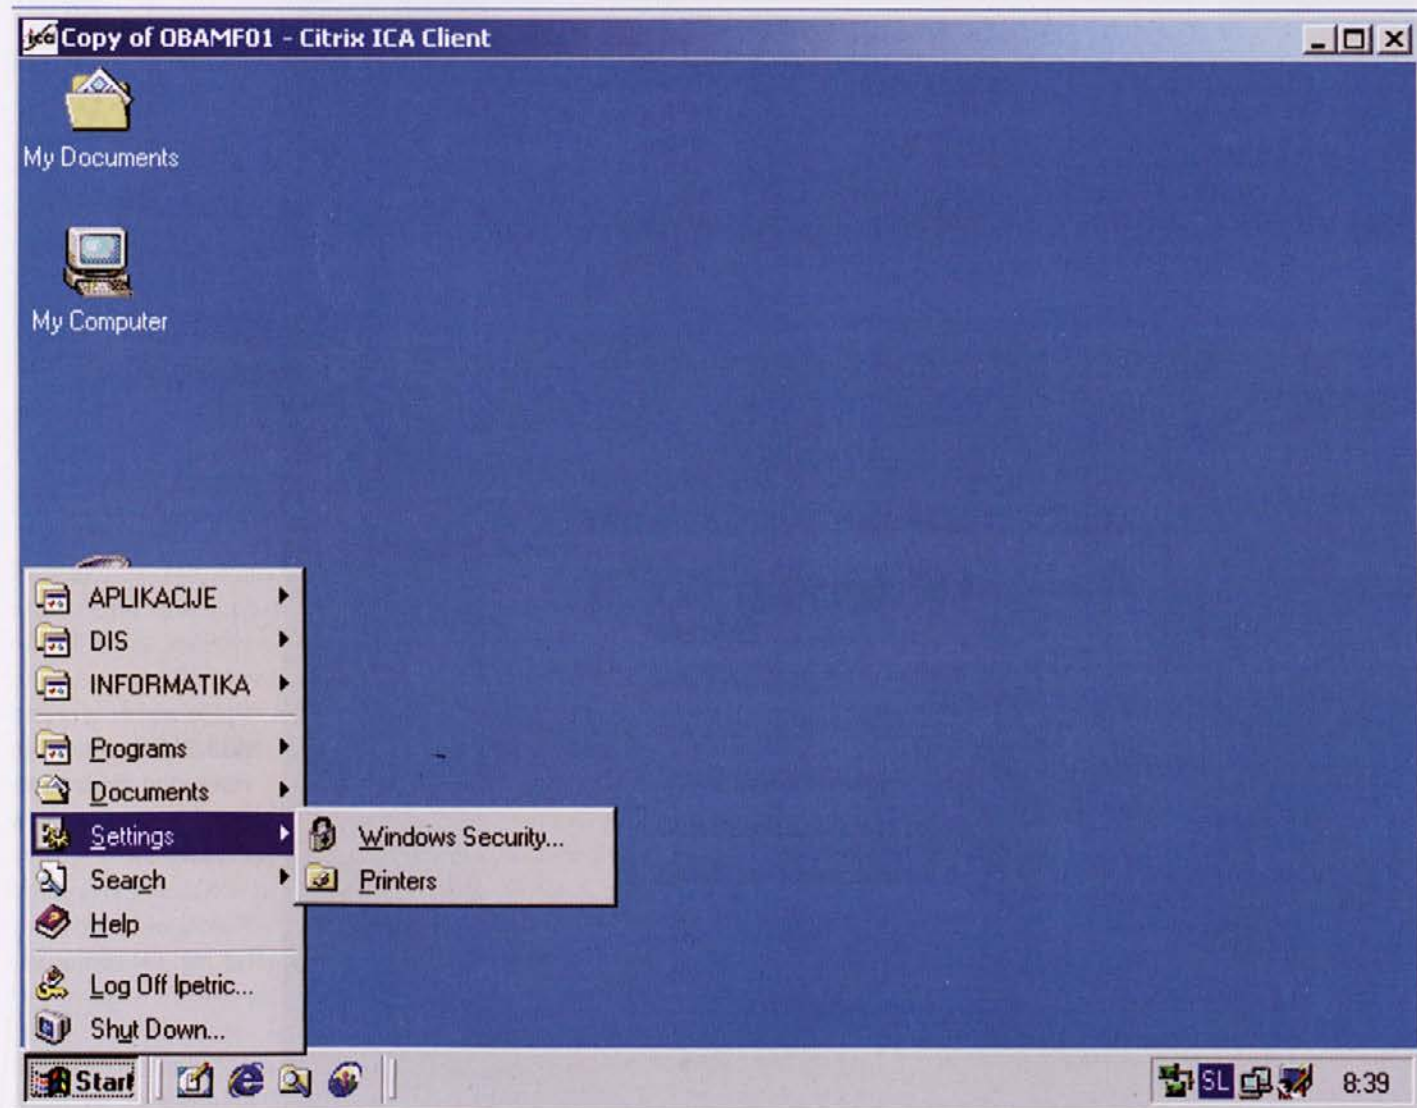 ica Copy of OBAMF01 - Citrix ICA Client
My Documents
My Computer
APLIKACIJE
DIS
INFORMATIKA
Programs
Documents
Settings
Windows Security...
Printers
Search
Help
Log Off lpetric...
Shut Down...
Start
SL
8:39